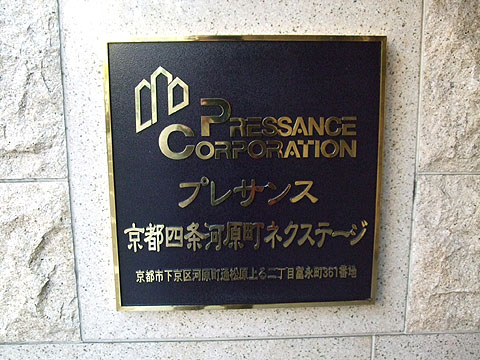 PRESSANCE
CORPORATION
プレサンス
京都四条河原町ネクステージ
京都市下京区河原町通松原上る二丁目富永町361番地